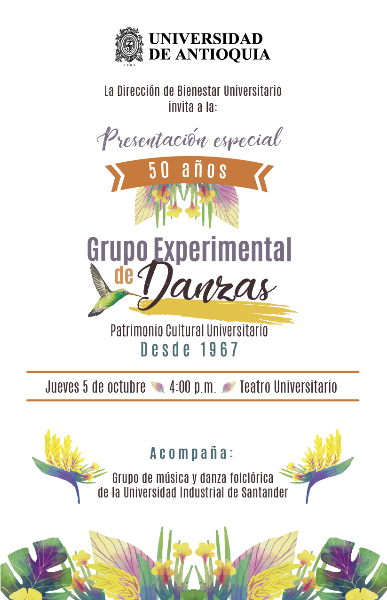 UNIVERSIDAD
DE ANTIOQUIA
La Dirección de Bienestar Universitario
invita a la:
Presentación especial
50 años
Grupo Experimental
de Danzas
Patrimonio Cultural Universitario
Desde 1967
Jueves 5 de octubre 4:00 p.m. Teatro Universitario
Acompaña:
Grupo de música y danza folclórica
de la Universidad Industrial de Santander